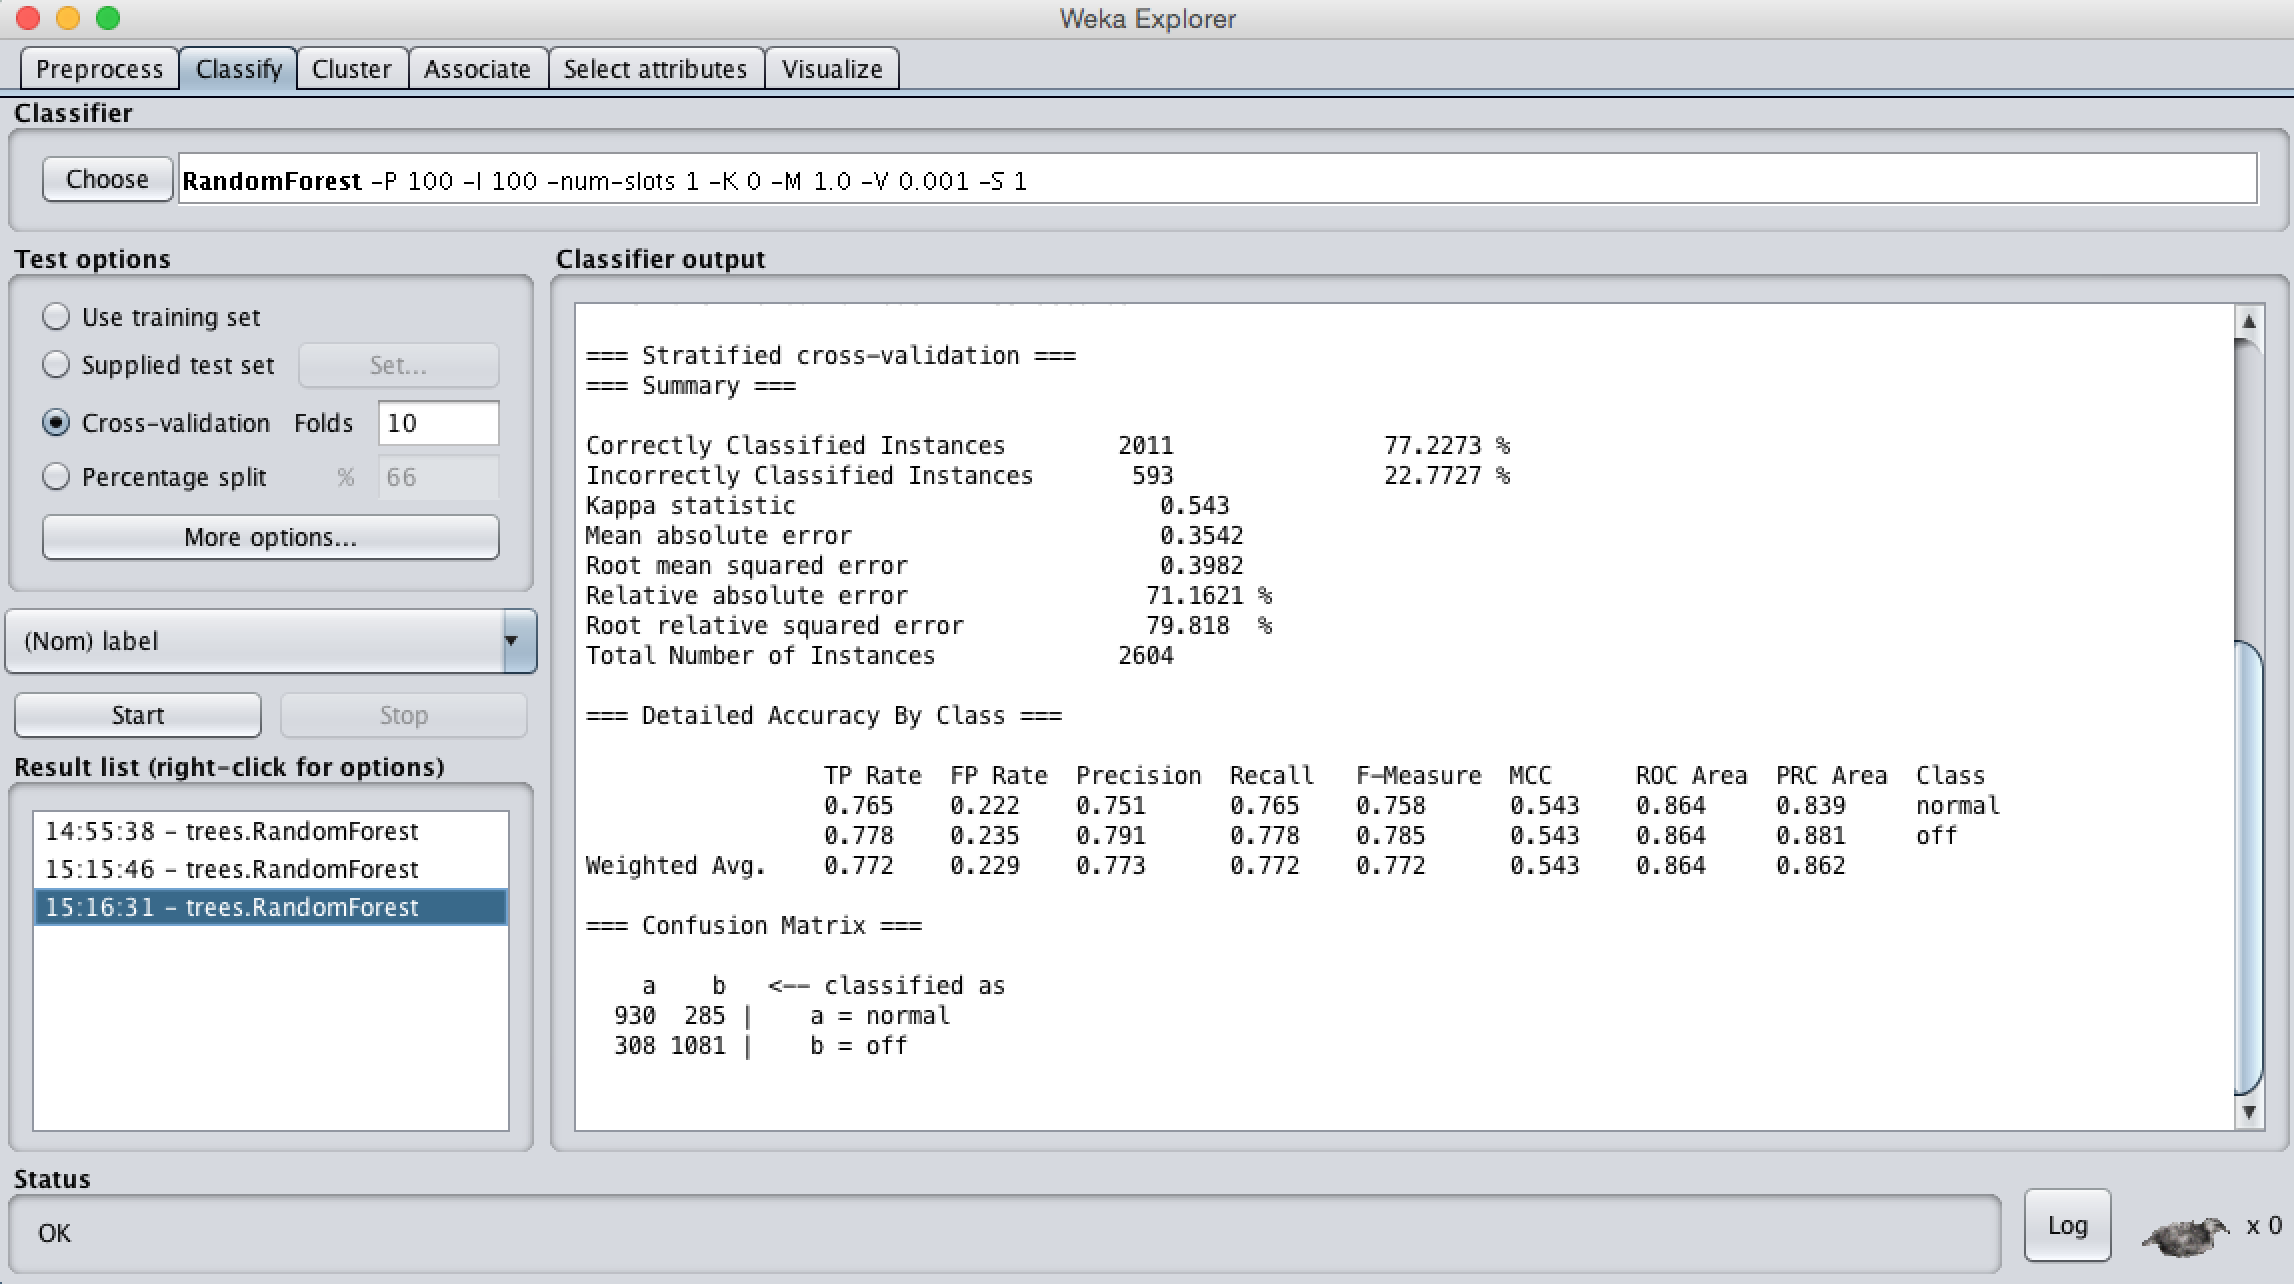 Weka Explorer
Preprocess Classify Cluster Associate Select attributes Visualize
Classifier
Choose RandomForest -P 100 -I 100 -num-slots 1 -K 0 -M 1.0 -V 0.001 -S 1
Test options
Use training set
Supplied test set Set...
Cross-validation Folds 10
Percentage split % 66
More options...
(Nom) label
Start Stop
Result list (right-click for options)
14:55:38 - trees.RandomForest
15:15:46 - trees.RandomForest
15:16:31 - trees.RandomForest
Classifier output
=== Stratified cross-validation ===
=== Summary ===
Correctly Classified Instances 2011 77.2273 %
Incorrectly Classified Instances 593 22.7727 %
Kappa statistic 0.543
Mean absolute error 0.3542
Root mean squared error 0.3982
Relative absolute error 71.1621 %
Root relative squared error 79.818 %
Total Number of Instances 2604
=== Detailed Accuracy By Class ===
TP Rate FP Rate Precision Recall F-Measure MCC ROC Area PRC Area Class
0.765 0.222 0.751 0.765 0.758 0.543 0.864 0.839 normal
0.778 0.235 0.791 0.778 0.785 0.543 0.864 0.881 off
Weighted Avg. 0.772 0.229 0.773 0.772 0.772 0.543 0.864 0.862
=== Confusion Matrix ===
a b <-- classified as
930 285 | a = normal
308 1081 | b = off
Status
OK
Log x 0